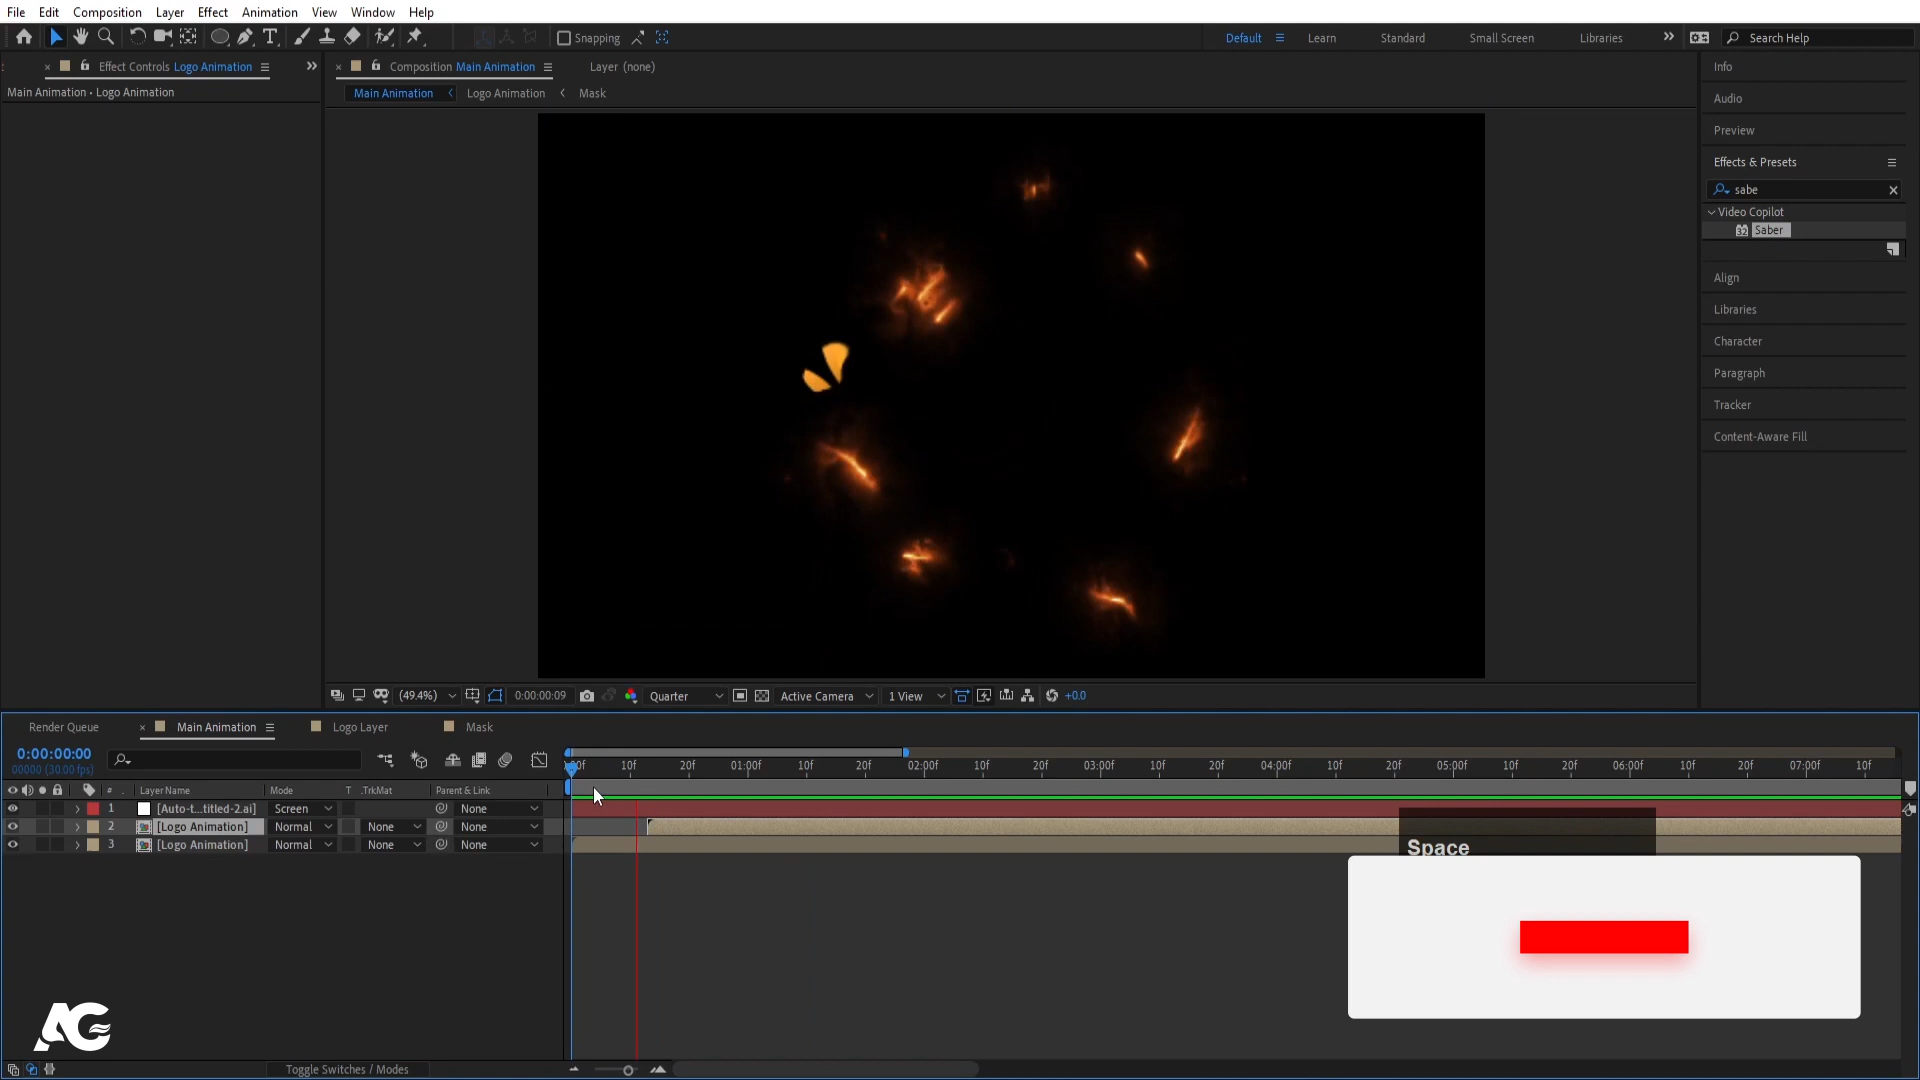 File Edit Composition Layer Effect Animation View Window Help
Snapping
Default Learn Standard Small Screen Libraries Search Help
Effect Controls Logo Animation
Composition Main Animation Layer (none)
Info
Main Animation • Logo Animation
Main Animation Logo Animation Mask
Audio
Preview
Effects & Presets
sabe
Video Copilot
32 Saber
Align
Libraries
Character
Paragraph
Tracker
Content-Aware Fill
(49.4%) 0:00:00:09 Quarter Active Camera 1 View +0.0
Render Queue Main Animation Logo Layer Mask
0:00:00:00
00000 (30.00 fps)
10f 20f 01:00f 10f 20f 02:00f 10f 20f 03:00f 10f 20f 04:00f 10f 20f 05:00f 10f 20f 06:00f 10f 20f 07:00f 10f
# Layer Name Mode T .TrkMat Parent & Link
1 [Auto-t...titled-2.ai] Screen None
2 [Logo Animation] Normal None None
3 [Logo Animation] Normal None None
Space
AG
Toggle Switches / Modes